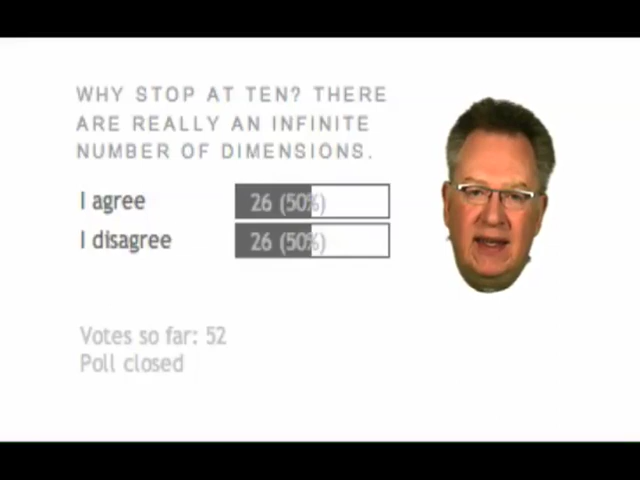 WHY STOP AT TEN? THERE
ARE REALLY AN INFINITE
NUMBER OF DIMENSIONS.
I agree 26 (50%)
I disagree 26 (50%)
Votes so far: 52
Poll closed